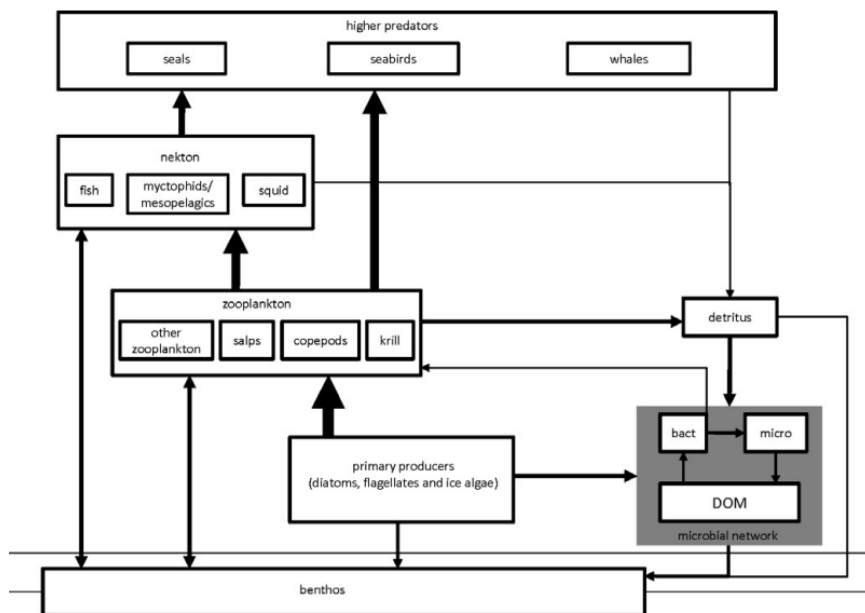 higher predators
seals
seabirds
whales
nekton
fish
myctophids/
mesopelagics
squid
zooplankton
other
zooplankton
salps
copepods
krill
detritus
bact
micro
primary producers
(diatoms, flagellates and ice algae)
DOM
microbial network
benthos